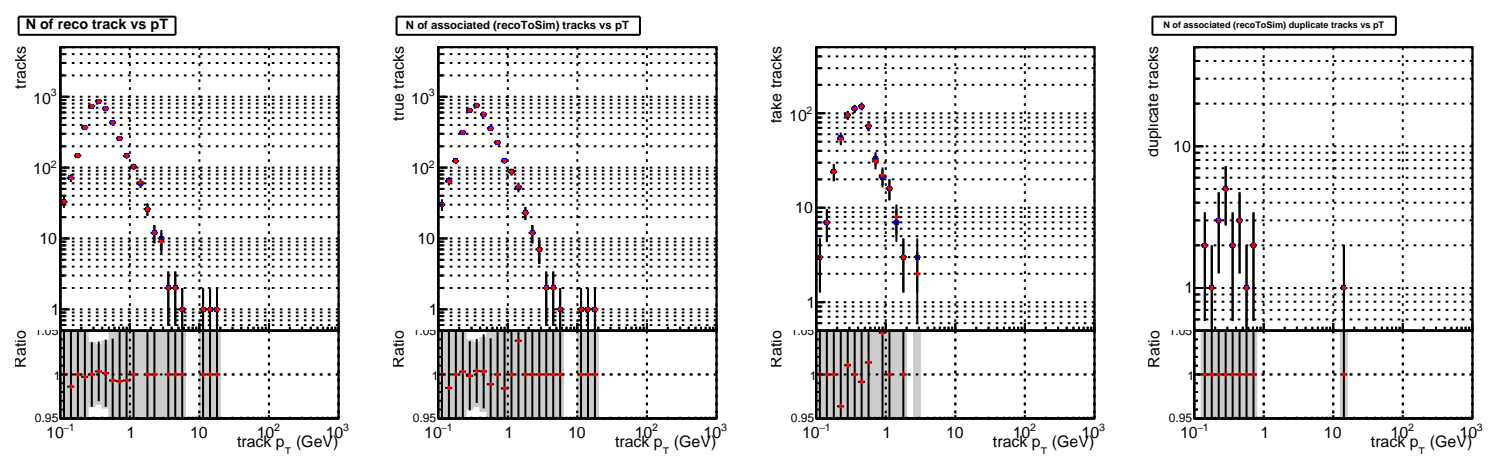 N of reco track vs pT
tracks
10³
10²
10
1
Ratio
1.05
1
0.95
10⁻¹ 1 10 10² 10³
track p_T (GeV)
N of associated (recoToSim) tracks vs pT
true tracks
10³
10²
10
1
Ratio
1.05
1
0.95
10⁻¹ 1 10 10² 10³
track p_T (GeV)
fake tracks
10²
10
1
Ratio
1.05
1
0.95
10⁻¹ 1 10 10² 10³
track p_T (GeV)
N of associated (recoToSim) duplicate tracks vs pT
duplicate tracks
10
1
Ratio
1.05
1
0.95
10⁻¹ 1 10 10² 10³
track p_T (GeV)